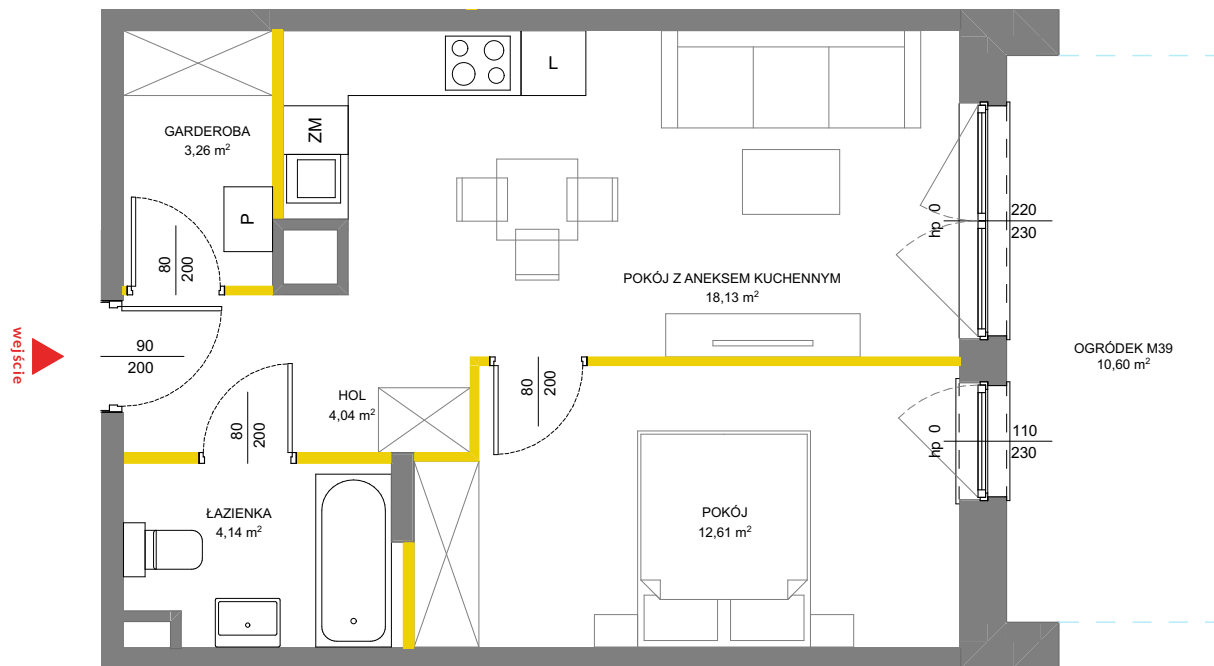 GARDEROBA
3,26 m²
ZM
L
P
80
200
hp 0
220
230
POKÓJ Z ANEKSEM KUCHENNYM
18,13 m²
wejście
90
200
OGRÓDEK M39
10,60 m²
HOL
4,04 m²
80
200
80
200
hp 0
110
230
ŁAZIENKA
4,14 m²
POKÓJ
12,61 m²